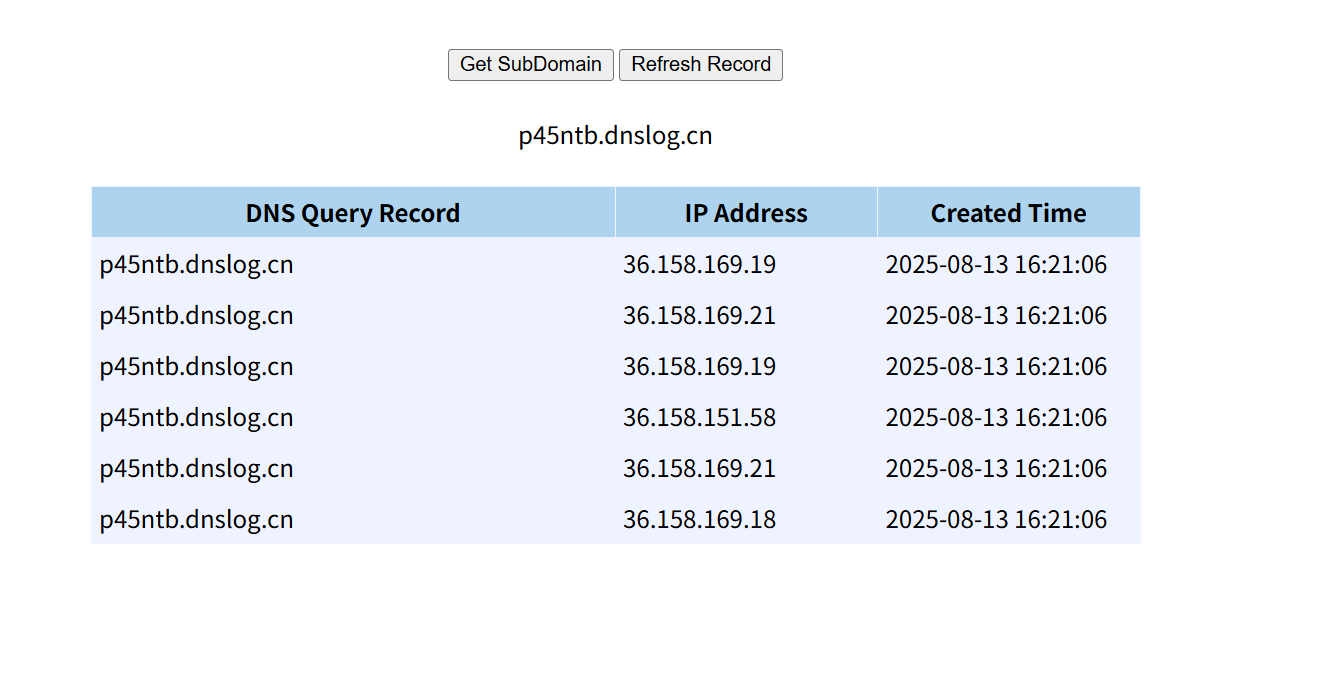 Get SubDomain Refresh Record
p45ntb.dnslog.cn
DNS Query Record IP Address Created Time
p45ntb.dnslog.cn 36.158.169.19 2025-08-13 16:21:06
p45ntb.dnslog.cn 36.158.169.21 2025-08-13 16:21:06
p45ntb.dnslog.cn 36.158.169.19 2025-08-13 16:21:06
p45ntb.dnslog.cn 36.158.151.58 2025-08-13 16:21:06
p45ntb.dnslog.cn 36.158.169.21 2025-08-13 16:21:06
p45ntb.dnslog.cn 36.158.169.18 2025-08-13 16:21:06